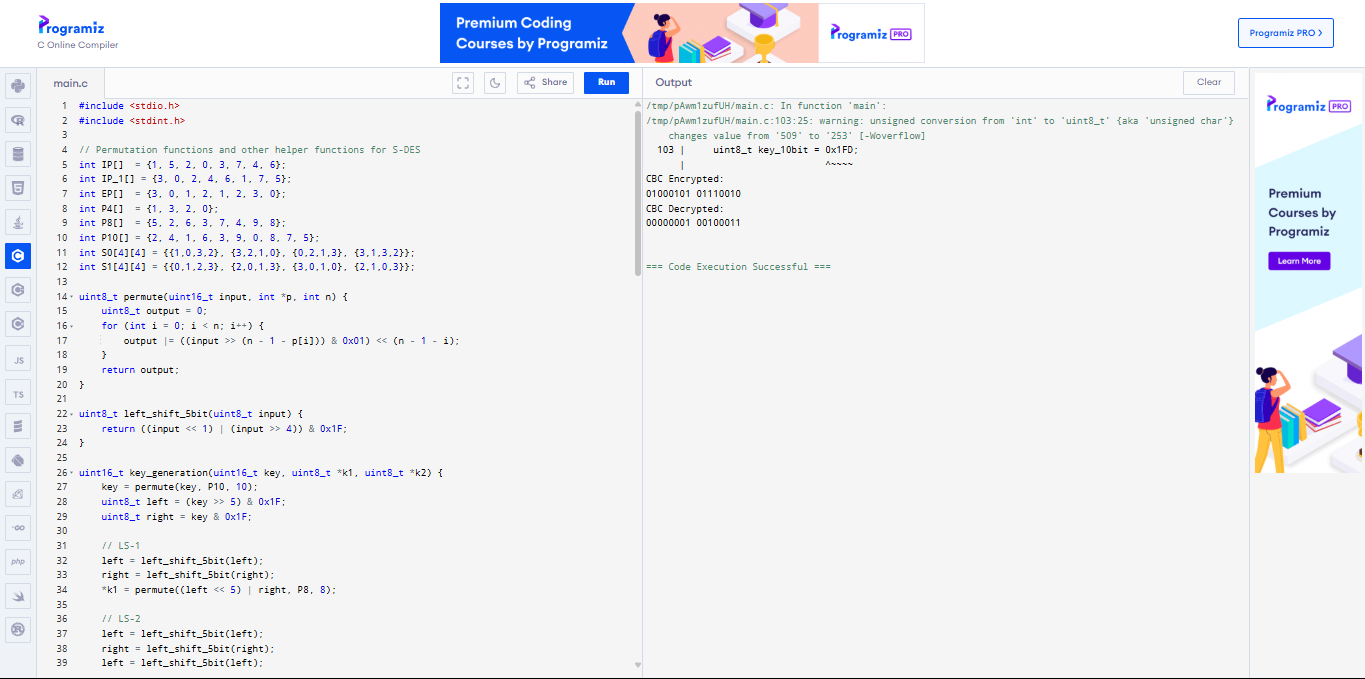 Programiz
C Online Compiler
Premium Coding
Courses by Programiz
Programiz PRO
Programiz PRO >
main.c
Share
Run
Output
Clear
1 #include <stdio.h>
2 #include <stdint.h>
3
4 // Permutation functions and other helper functions for S-DES
5 int IP[]  = {1, 5, 2, 0, 3, 7, 4, 6};
6 int IP_1[] = {3, 0, 2, 4, 6, 1, 7, 5};
7 int EP[]  = {3, 0, 1, 2, 1, 2, 3, 0};
8 int P4[]  = {1, 3, 2, 0};
9 int P8[]  = {5, 2, 6, 3, 7, 4, 9, 8};
10 int P10[] = {2, 4, 1, 6, 3, 9, 0, 8, 7, 5};
11 int S0[4][4] = {{1,0,3,2}, {3,2,1,0}, {0,2,1,3}, {3,1,3,2}};
12 int S1[4][4] = {{0,1,2,3}, {2,0,1,3}, {3,0,1,0}, {2,1,0,3}};
13
14 uint8_t permute(uint16_t input, int *p, int n) {
15     uint8_t output = 0;
16     for (int i = 0; i < n; i++) {
17         output |= ((input >> (n - 1 - p[i])) & 0x01) << (n - 1 - i);
18     }
19     return output;
20 }
21
22 uint8_t left_shift_5bit(uint8_t input) {
23     return ((input << 1) | (input >> 4)) & 0x1F;
24 }
25
26 uint16_t key_generation(uint16_t key, uint8_t *k1, uint8_t *k2) {
27     key = permute(key, P10, 10);
28     uint8_t left = (key >> 5) & 0x1F;
29     uint8_t right = key & 0x1F;
30
31     // LS-1
32     left = left_shift_5bit(left);
33     right = left_shift_5bit(right);
34     *k1 = permute((left << 5) | right, P8, 8);
35
36     // LS-2
37     left = left_shift_5bit(left);
38     right = left_shift_5bit(right);
39     left = left_shift_5bit(left);
/tmp/pAwm1zufUH/main.c: In function 'main':
/tmp/pAwm1zufUH/main.c:103:25: warning: unsigned conversion from 'int' to 'uint8_t' {aka 'unsigned char'}
changes value from '509' to '253' [-Woverflow]
103 |     uint8_t key_10bit = 0x1FD;
|                         ^~~~~
CBC Encrypted:
01000101 01110010
CBC Decrypted:
00000001 00100011
=== Code Execution Successful ===
JS
TS
GO
php
Programiz PRO
Premium
Courses by
Programiz
Learn More